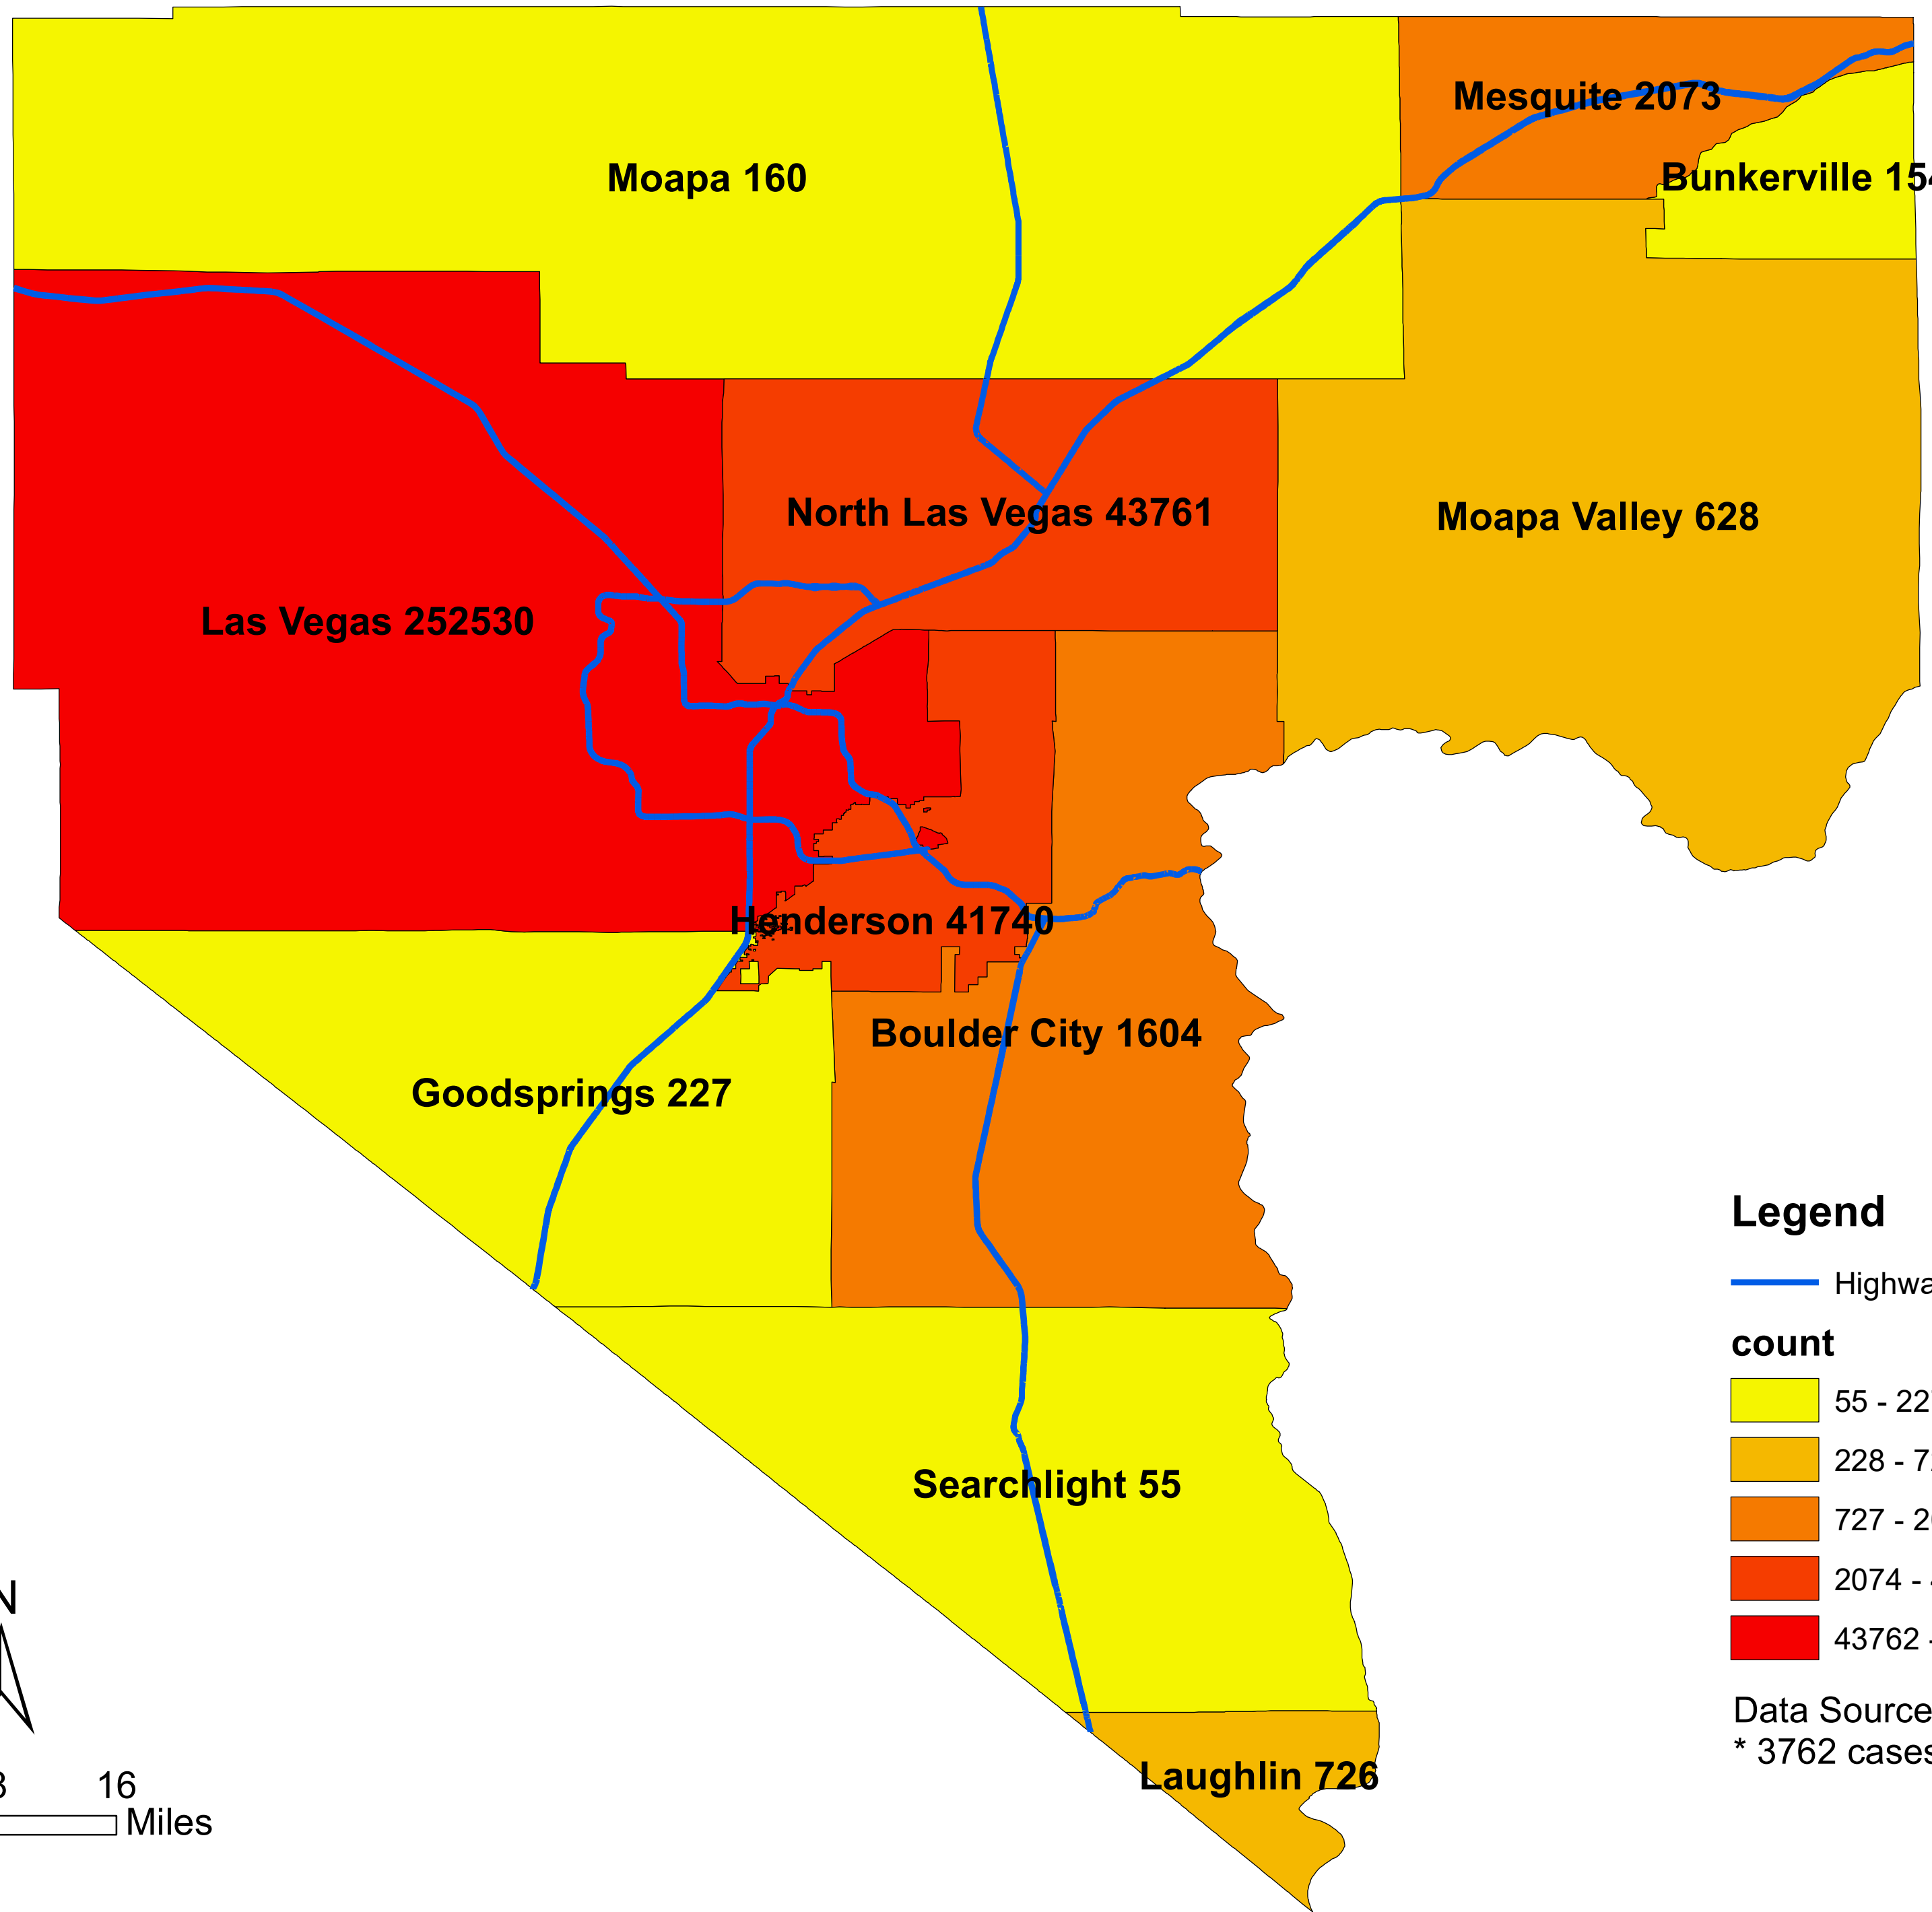 Mesquite 2073
Moapa 160
Bunkerville 154
North Las Vegas 43761
Moapa Valley 628
Las Vegas 252530
Henderson 41740
Boulder City 1604
Goodsprings 227
Legend
count
55 - 22
Searchlight 55
228 - 7
727 - 2
2074 -
N
43762 -
Data Source
* 3762 cases
Laughlin 726
16
Miles